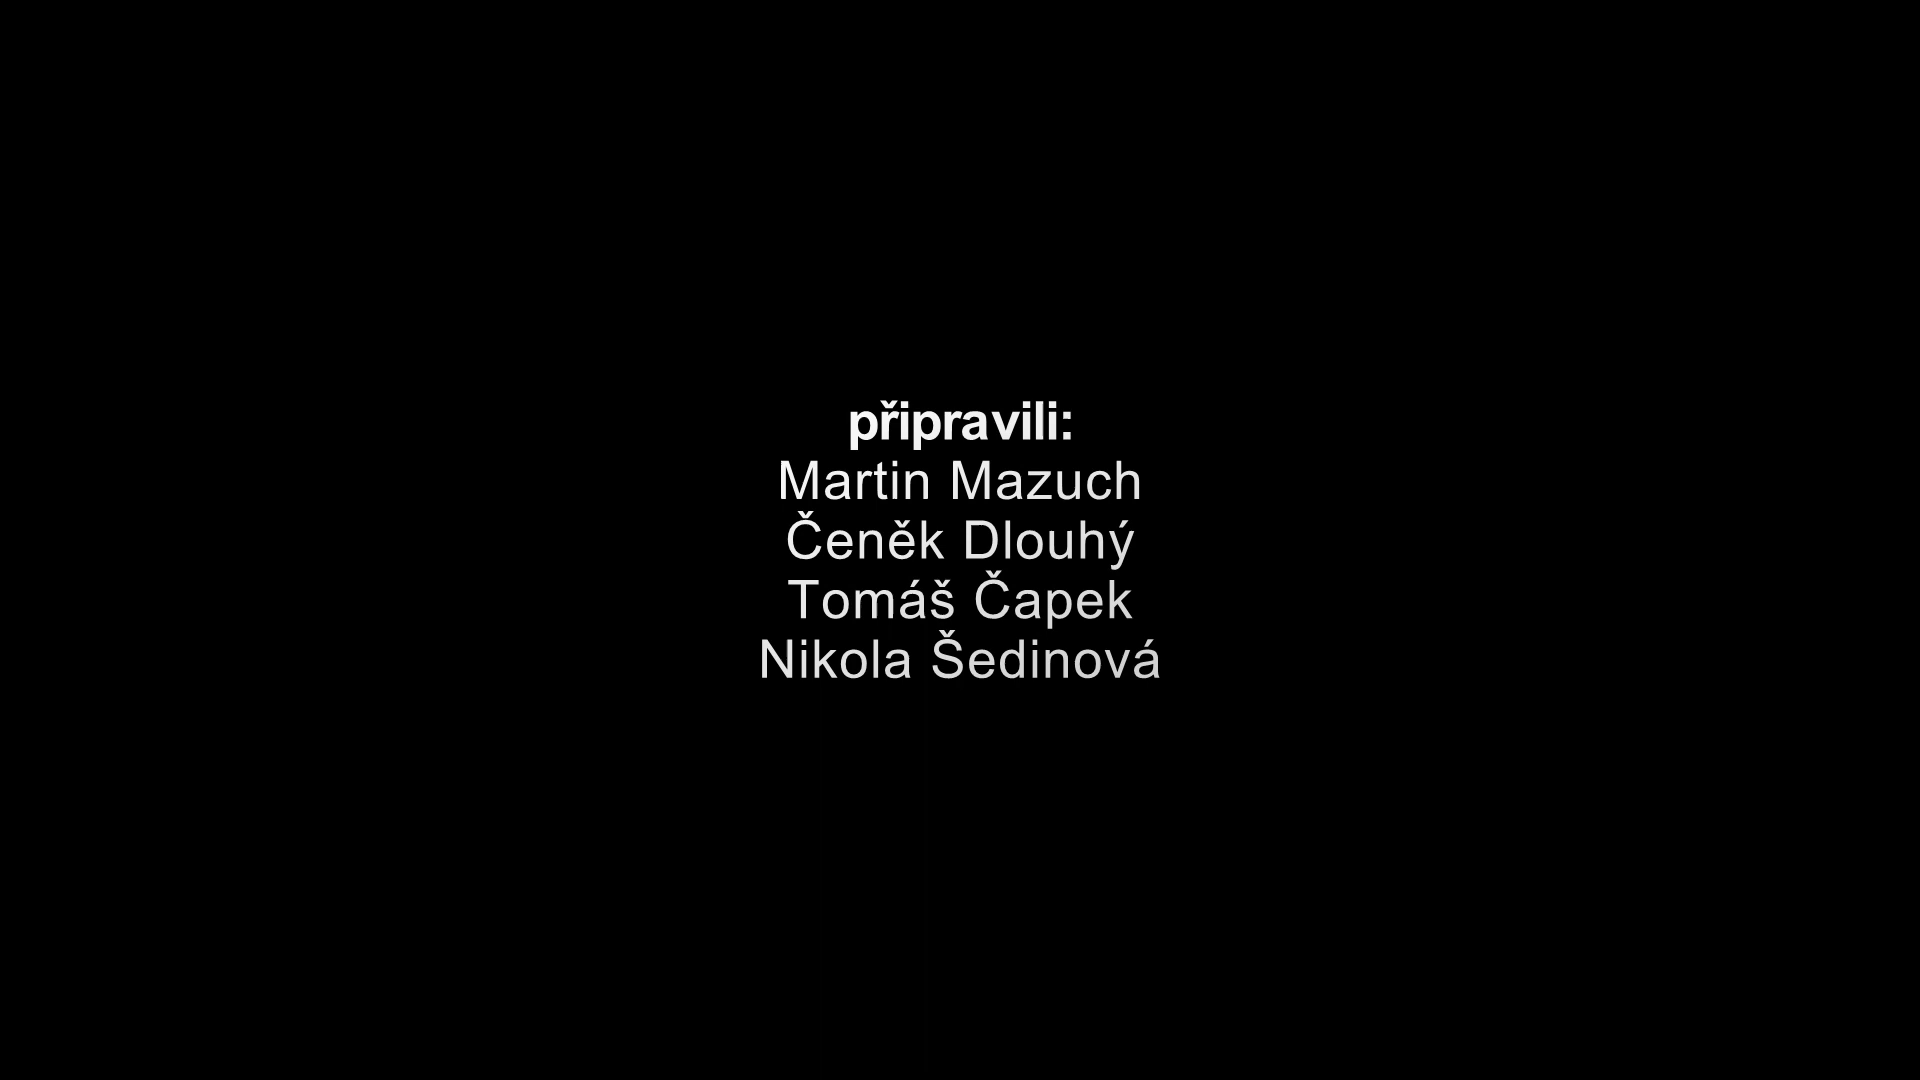 připravili:
Martin Mazuch
Čeněk Dlouhý
Tomáš Čapek
Nikola Šedinová